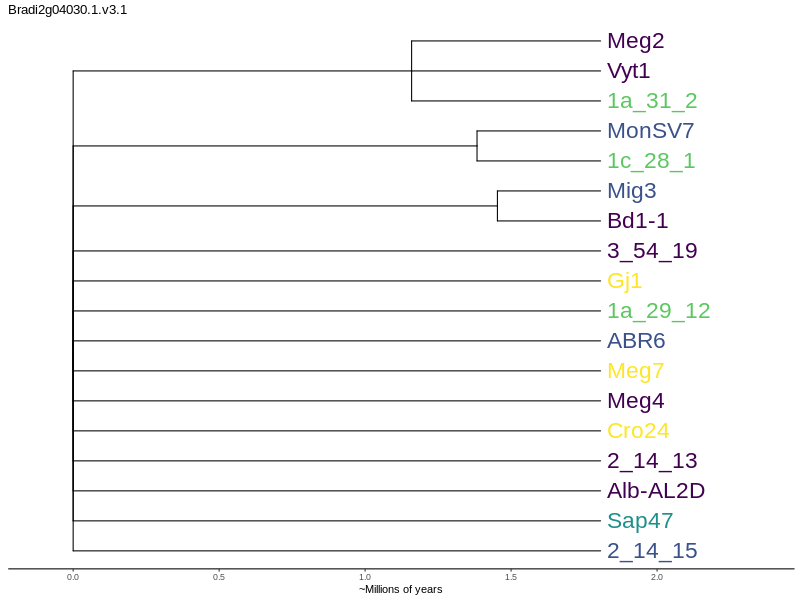 Bradi2g04030.1.v3.1
Meg2
Vyt1
1a_31_2
MonSV7
1c_28_1
Mig3
Bd1-1
3_54_19
Gj1
1a_29_12
ABR6
Meg7
Meg4
Cro24
2_14_13
Alb-AL2D
Sap47
2_14_15
0.0 0.5 1.0 1.5 2.0
~Millions of years